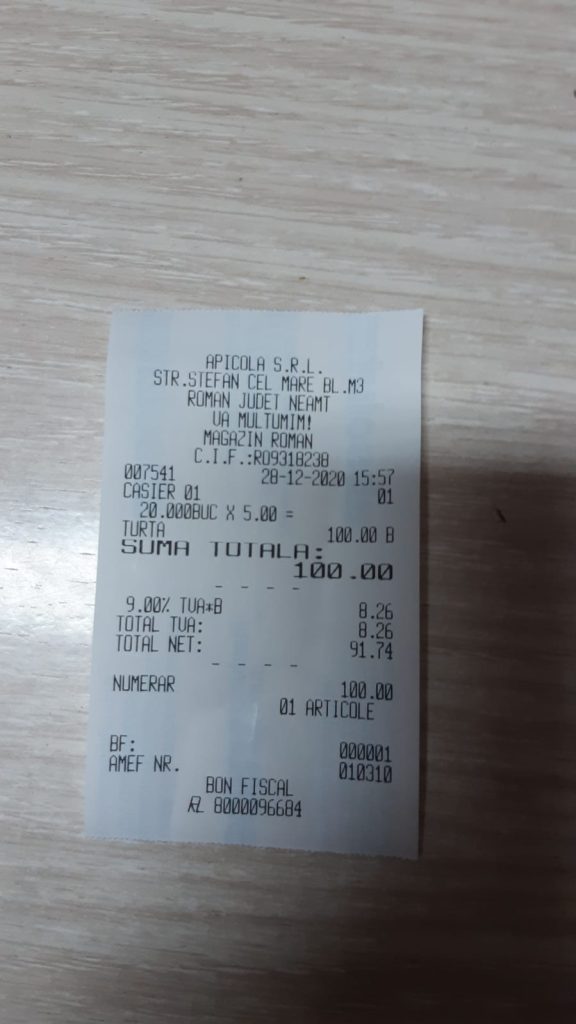 APICOLA S.R.L.
STR.STEFAN CEL MARE BL.M3
ROMAN JUDET NEAMT
VA MULTUMIM!
MAGAZIN ROMAN
C.I.F.:RO9318238
007541 28-12-2020 15:57
CASIER 01 01
20.000BUC X 5.00 =
TURTA 100.00 B
SUMA TOTALA:
100.00
- - - -
9.00% TVA*B 8.26
TOTAL TVA: 8.26
TOTAL NET: 91.74
- - - -
NUMERAR 100.00
01 ARTICOLE
BF: 000001
AMEF NR. 010310
BON FISCAL
8000096684